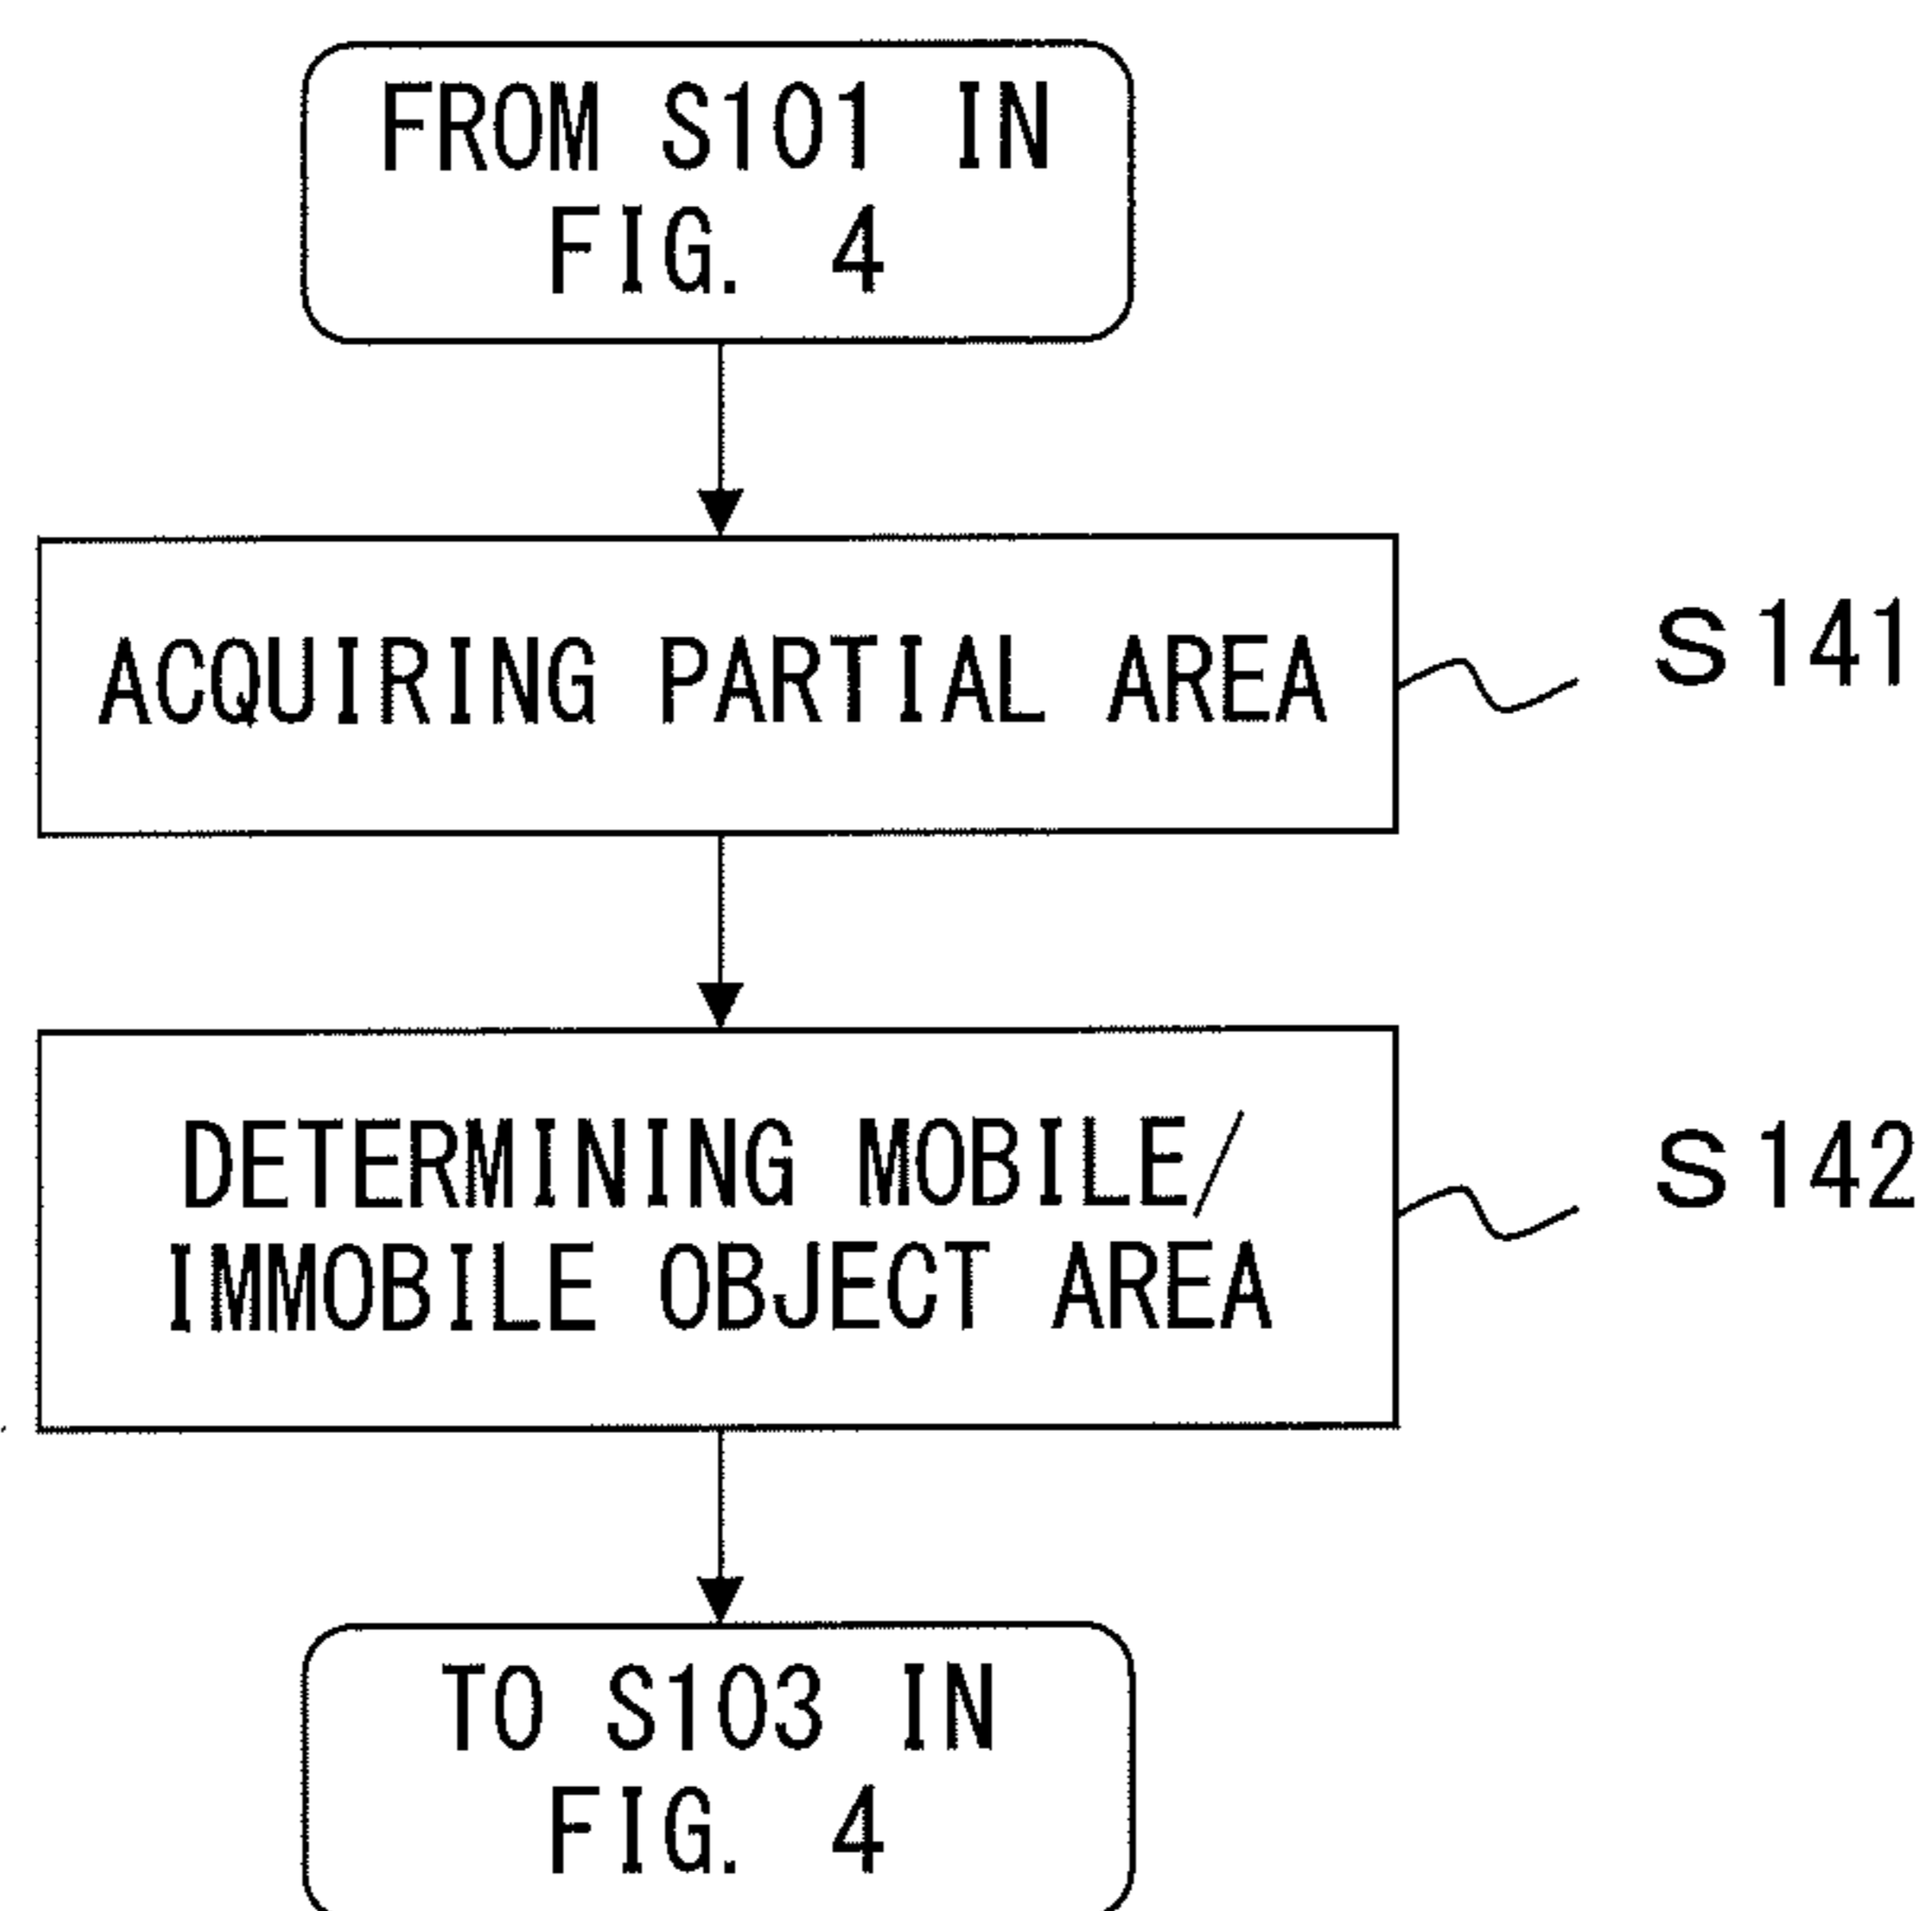 FROM S101 IN
FIG. 4
ACQUIRING PARTIAL AREA
S141
DETERMINING MOBILE/
IMMOBILE OBJECT AREA
S142
TO S103 IN
FIG. 4